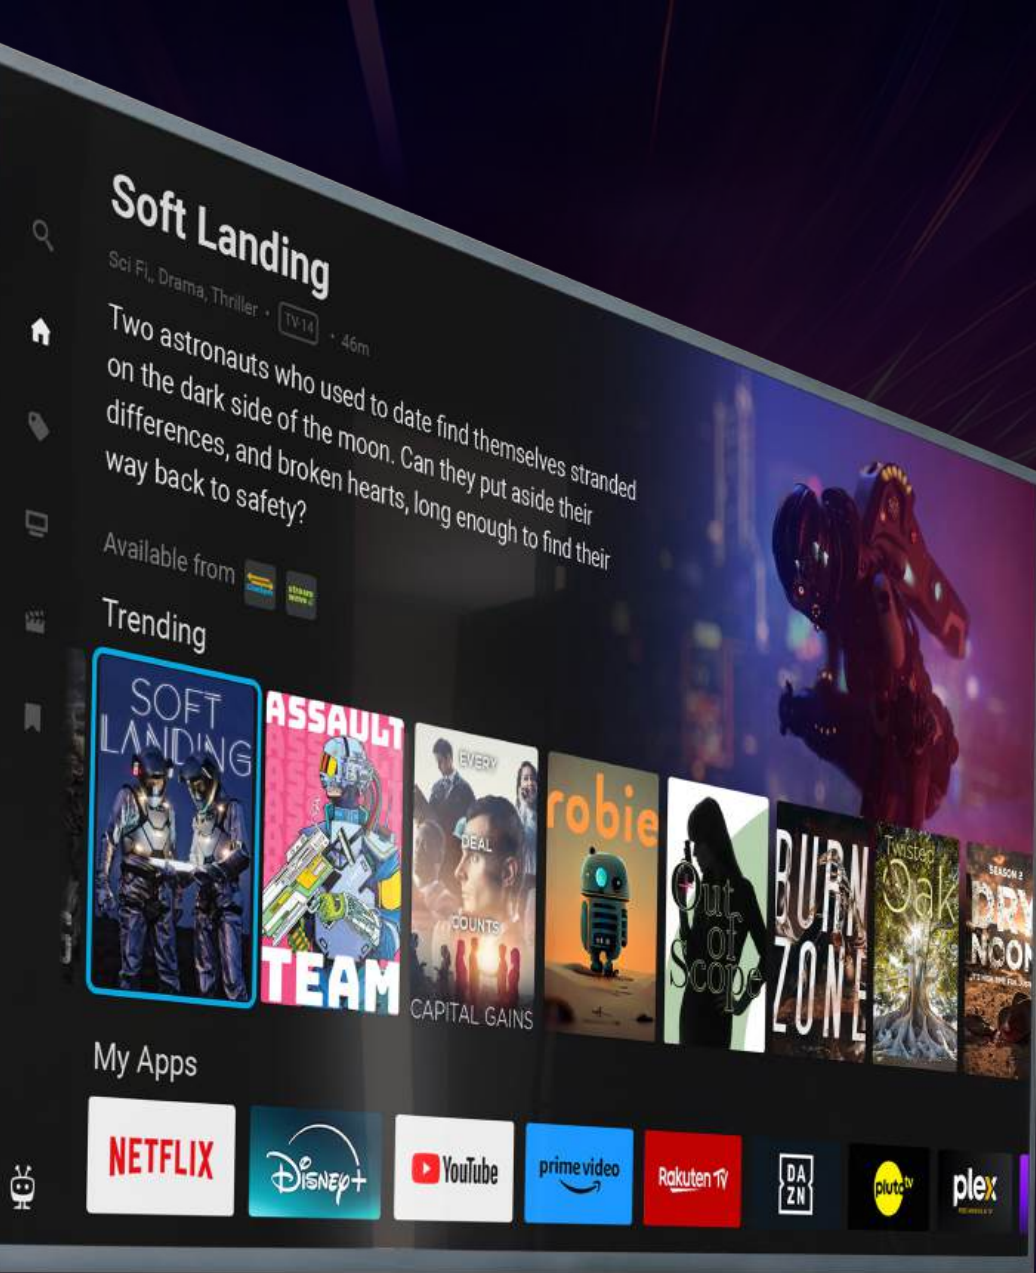 Soft Landing
Sci Fi,, Drama, Thriller • TV-14 • 46m
Two astronauts who used to date find themselves stranded
on the dark side of the moon. Can they put aside their
differences, and broken hearts, long enough to find their
way back to safety?
Available from
Trending
SOFT
LANDING
ASSAULT
TEAM
EVERY
DEAL
COUNTS
CAPITAL GAINS
robie
Out
of
Scope
BURN
ZONE
Twisted
Oak
SEASON 2
DRY
NOON
My Apps
NETFLIX
Disney+
YouTube
prime video
Rakuten TV
DA
ZN
pluto tv
plex